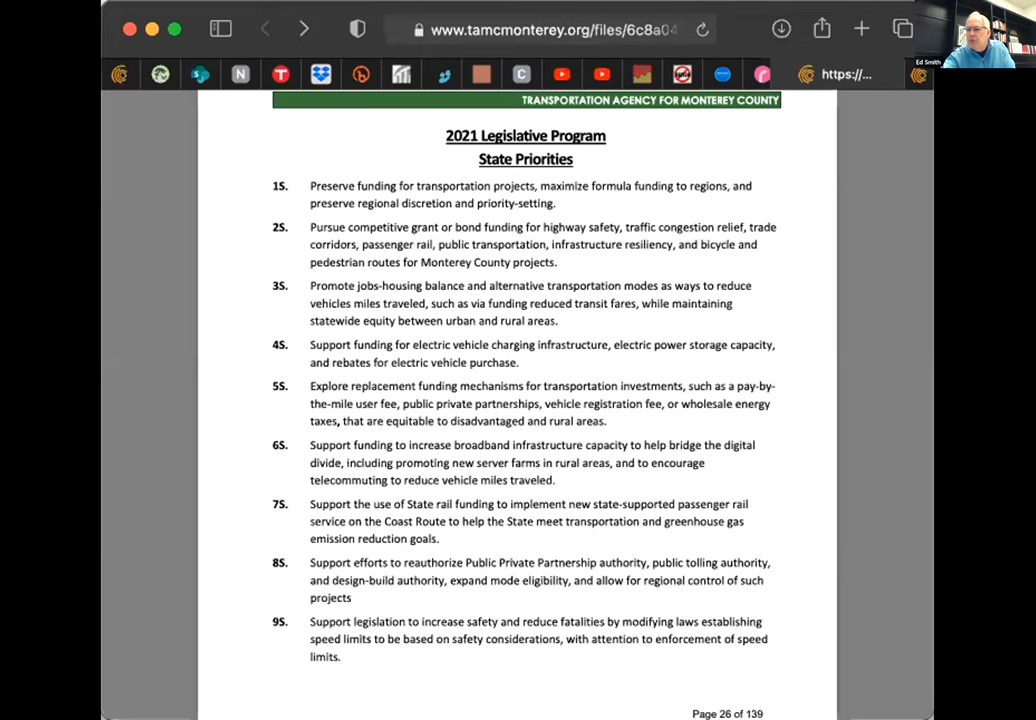 www.tamcmonterey.org/files/6c8a04
https://...
Ed Smith
TRANSPORTATION AGENCY FOR MONTEREY COUNTY
2021 Legislative Program
State Priorities
1S. Preserve funding for transportation projects, maximize formula funding to regions, and
preserve regional discretion and priority-setting.
2S. Pursue competitive grant or bond funding for highway safety, traffic congestion relief, trade
corridors, passenger rail, public transportation, infrastructure resiliency, and bicycle and
pedestrian routes for Monterey County projects.
3S. Promote jobs-housing balance and alternative transportation modes as ways to reduce
vehicles miles traveled, such as via funding reduced transit fares, while maintaining
statewide equity between urban and rural areas.
4S. Support funding for electric vehicle charging infrastructure, electric power storage capacity,
and rebates for electric vehicle purchase.
5S. Explore replacement funding mechanisms for transportation investments, such as a pay-by-
the-mile user fee, public private partnerships, vehicle registration fee, or wholesale energy
taxes, that are equitable to disadvantaged and rural areas.
6S. Support funding to increase broadband infrastructure capacity to help bridge the digital
divide, including promoting new server farms in rural areas, and to encourage
telecommuting to reduce vehicle miles traveled.
7S. Support the use of State rail funding to implement new state-supported passenger rail
service on the Coast Route to help the State meet transportation and greenhouse gas
emission reduction goals.
8S. Support efforts to reauthorize Public Private Partnership authority, public tolling authority,
and design-build authority, expand mode eligibility, and allow for regional control of such
projects
9S. Support legislation to increase safety and reduce fatalities by modifying laws establishing
speed limits to be based on safety considerations, with attention to enforcement of speed
limits.
Page 26 of 139